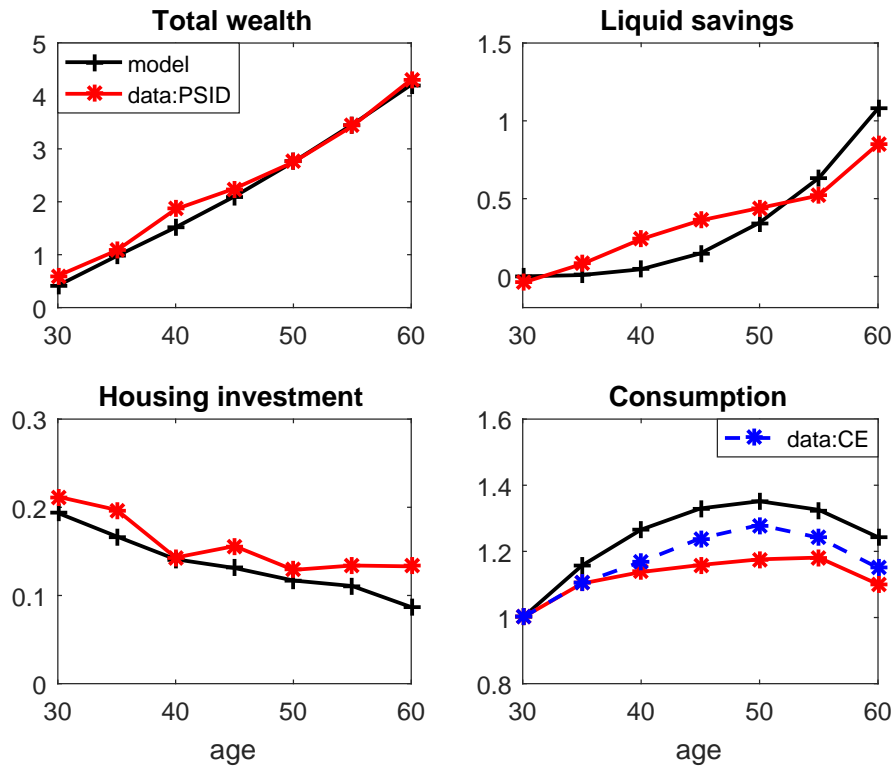 Total wealth
5
4
3
2
1
0
model
data:PSID
30 40 50 60
Liquid savings
1.5
1
0.5
0
30 40 50 60
Housing investment
0.3
0.2
0.1
0
30 40 50 60
age
Consumption
1.6
1.4
1.2
1
0.8
data:CE
30 40 50 60
age